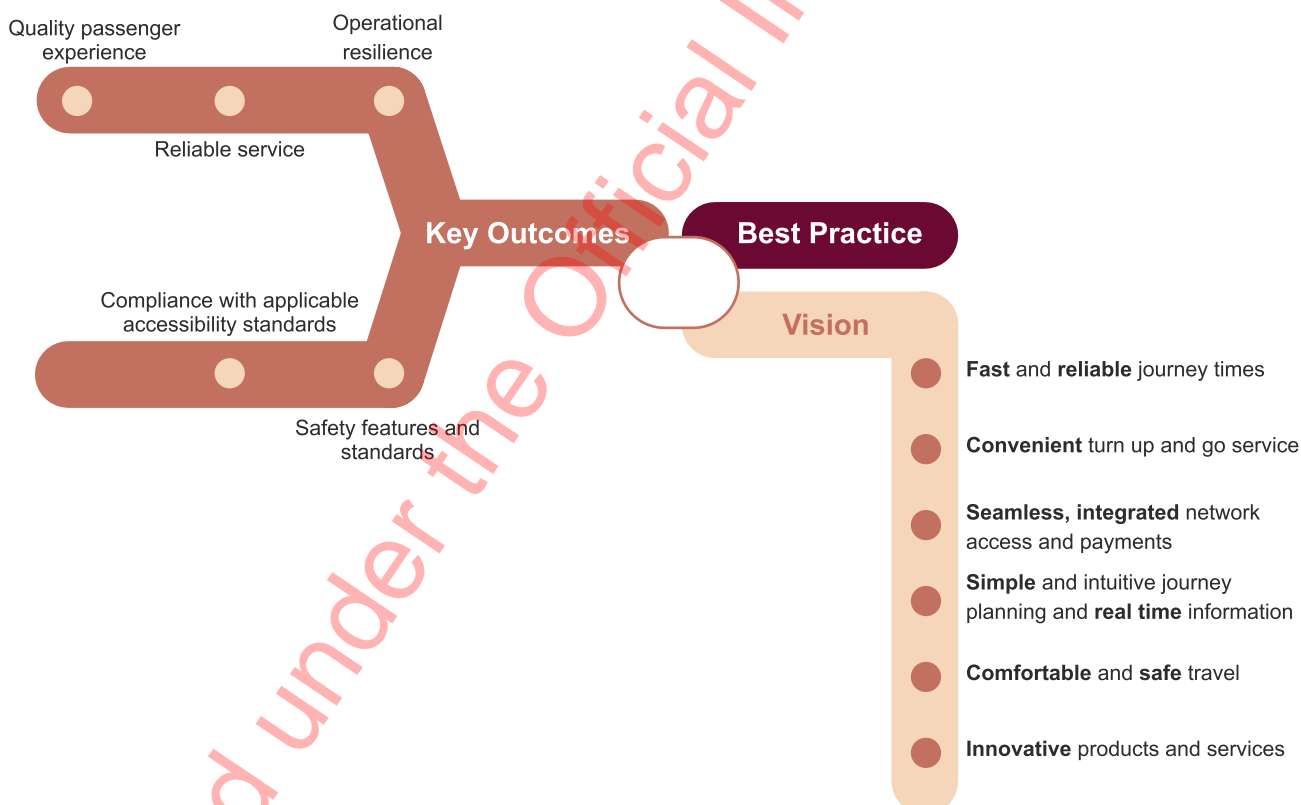 Quality passenger
experience
Operational
resilience
Reliable service
Key Outcomes
Best Practice
Compliance with applicable
accessibility standards
Safety features and
standards
Vision
Fast and reliable journey times
Convenient turn up and go service
Seamless, integrated network
access and payments
Simple and intuitive journey
planning and real time information
Comfortable and safe travel
Innovative products and services
under the Official